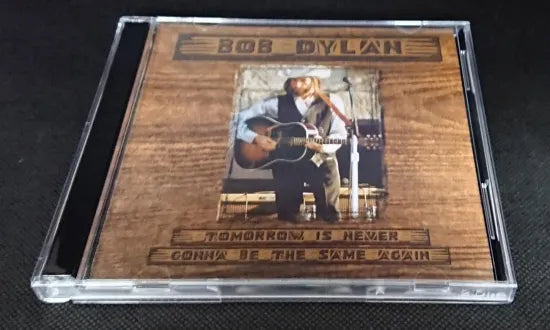 BOB DYLAN
TOMORROW IS NEVER
GONNA BE THE SAME AGAIN